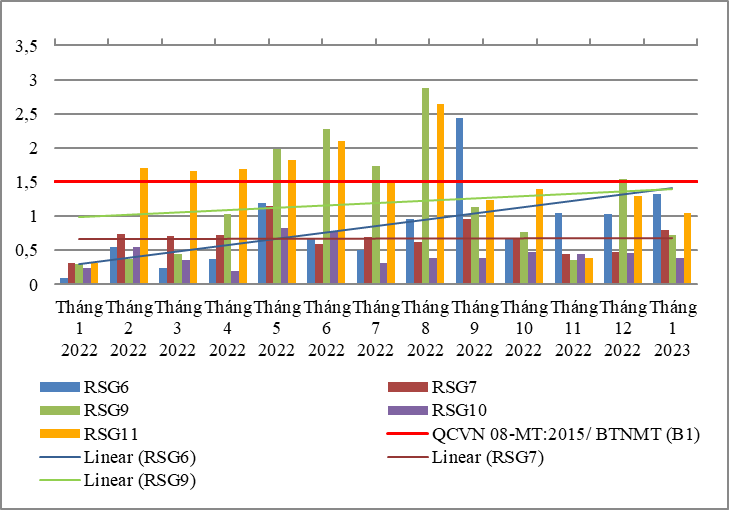 3,5
3
2,5
2
1,5
1
0,5
0
Tháng Tháng Tháng Tháng Tháng Tháng Tháng Tháng Tháng Tháng Tháng Tháng Tháng
1 2 3 4 5 6 7 8 9 10 11 12 1
2022 2022 2022 2022 2022 2022 2022 2022 2022 2022 2022 2022 2023
RSG6 RSG7
RSG9 RSG10
RSG11 QCVN 08-MT:2015/ BTNMT (B1)
Linear (RSG6) Linear (RSG7)
Linear (RSG9)